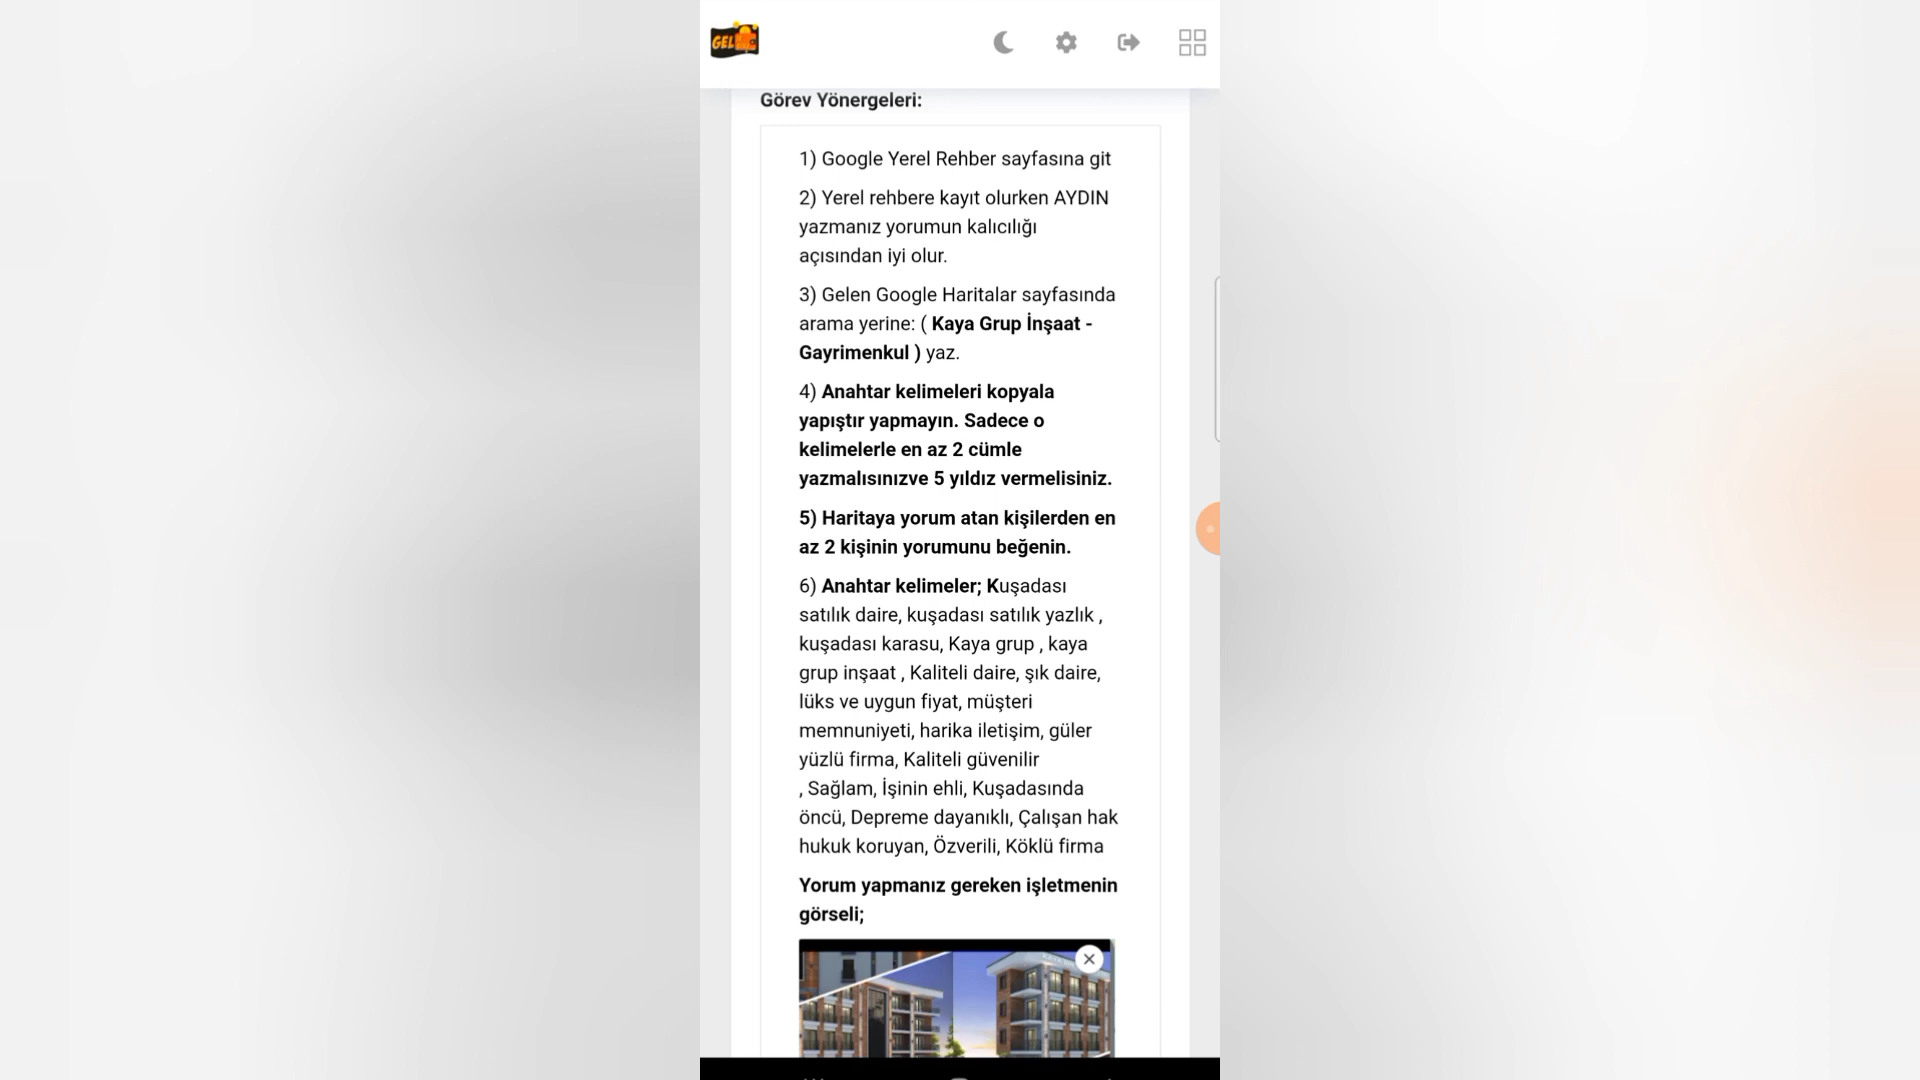 GEL
Görev Yönergeleri:
1) Google Yerel Rehber sayfasına git
2) Yerel rehbere kayıt olurken AYDIN
yazmanız yorumun kalıcılığı
açısından iyi olur.
3) Gelen Google Haritalar sayfasında
arama yerine: ( Kaya Grup İnşaat -
Gayrimenkul ) yaz.
4) Anahtar kelimeleri kopyala
yapıştır yapmayın. Sadece o
kelimelerle en az 2 cümle
yazmalısınızve 5 yıldız vermelisiniz.
5) Haritaya yorum atan kişilerden en
az 2 kişinin yorumunu beğenin.
6) Anahtar kelimeler; Kuşadası
satılık daire, kuşadası satılık yazlık ,
kuşadası karasu, Kaya grup , kaya
grup inşaat , Kaliteli daire, şık daire,
lüks ve uygun fiyat, müşteri
memnuniyeti, harika iletişim, güler
yüzlü firma, Kaliteli güvenilir
, Sağlam, İşinin ehli, Kuşadasında
öncü, Depreme dayanıklı, Çalışan hak
hukuk koruyan, Özverili, Köklü firma
Yorum yapmanız gereken işletmenin
görseli;